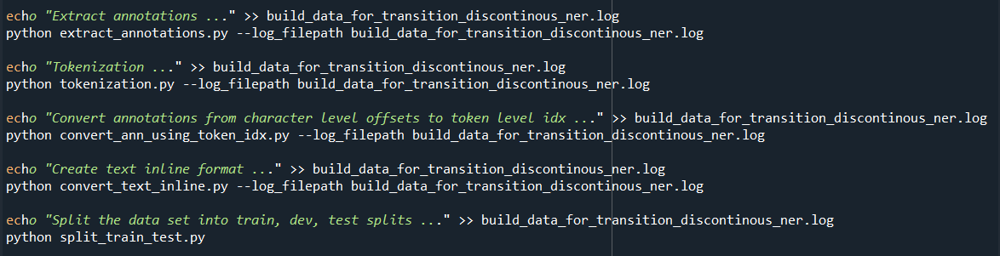 echo "Extract annotations ..." >> build_data_for_transition_discontinous_ner.log
python extract_annotations.py --log_filepath build_data_for_transition_discontinous_ner.log
echo "Tokenization ..." >> build_data_for_transition_discontinous_ner.log
python tokenization.py --log_filepath build_data_for_transition_discontinous_ner.log
echo "Convert annotations from character level offsets to token level idx ..." >> build_data_for_transition_discontinous_ner.log
python convert_ann_using_token_idx.py --log_filepath build_data_for_transition_discontinous_ner.log
echo "Create text inline format ..." >> build_data_for_transition_discontinous_ner.log
python convert_text_inline.py --log_filepath build_data_for_transition_discontinous_ner.log
echo "Split the data set into train, dev, test splits ..." >> build_data_for_transition_discontinous_ner.log
python split_train_test.py